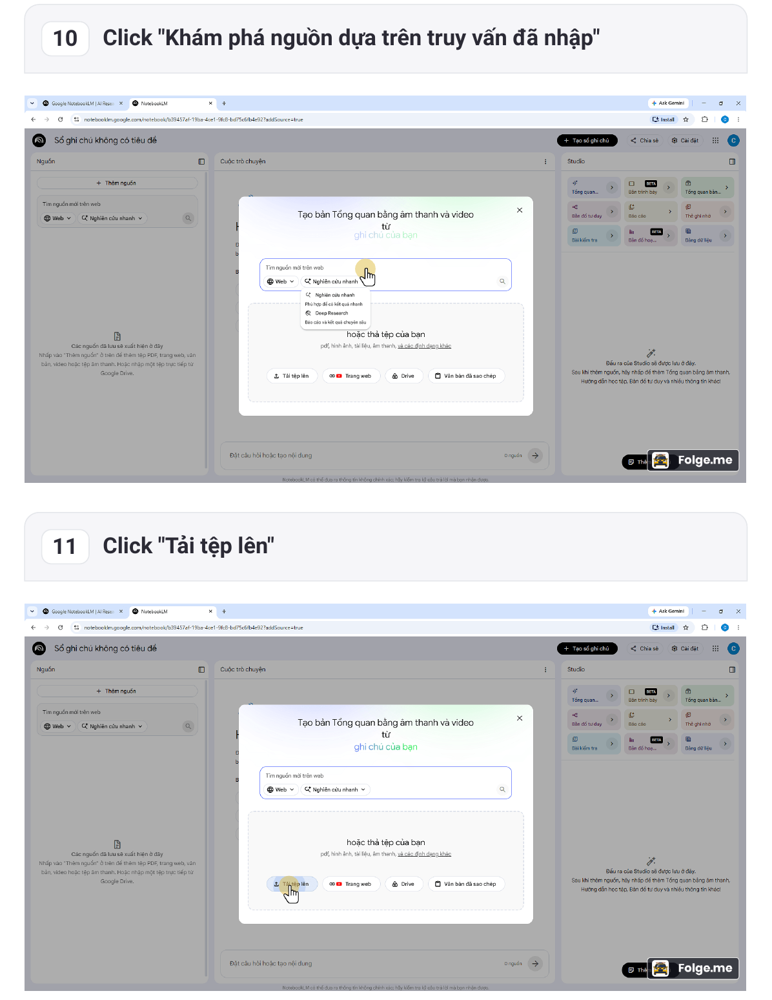 10 Click "Khám phá nguồn dựa trên truy vấn đã nhập"
Google NotebookLM | AI Resea
NotebookLM
Ask Gemini
notebooklm.google.com/notebook/b39457af-19ba-4ce1-9fc8-bd75c6fb4e92?addSource=true
Install
Sổ ghi chú không có tiêu đề
Tạo sổ ghi chú
Chia sẻ
Cài đặt
C
Nguồn
Thêm nguồn
Tìm nguồn mới trên web
Web
Nghiên cứu nhanh
Các nguồn đã lưu sẽ xuất hiện ở đây
Nhấp vào "Thêm nguồn" ở trên để thêm tệp PDF, trang web, văn
bản, video hoặc tệp âm thanh. Hoặc nhập một tệp trực tiếp từ
Google Drive.
Cuộc trò chuyện
Tạo bản Tổng quan bằng âm thanh và video
từ
ghi chú của bạn
Tìm nguồn mới trên web
Web
Nghiên cứu nhanh
Nghiên cứu nhanh
Phù hợp để có kết quả nhanh
Deep Research
Báo cáo và kết quả chuyên sâu
hoặc thả tệp của bạn
pdf, hình ảnh, tài liệu, âm thanh, và các định dạng khác
Tải tệp lên
Trang web
Drive
Văn bản đã sao chép
Đặt câu hỏi hoặc tạo nội dung
0 nguồn
NotebookLM có thể đưa ra thông tin không chính xác; hãy kiểm tra kỹ câu trả lời mà bạn nhận được.
Studio
Tổng quan...
BETA
Bản trình bày
Tổng quan bằn...
Bản đồ tư duy
Báo cáo
Thẻ ghi nhớ
Bài kiểm tra
BETA
Bản đồ hoạ...
Bảng dữ liệu
Đầu ra của Studio sẽ được lưu ở đây.
Sau khi thêm nguồn, hãy nhấp để thêm Tổng quan bằng âm thanh,
Hướng dẫn học tập, Bản đồ tư duy và nhiều thông tin khác!
Folge.me
11 Click "Tải tệp lên"
Google NotebookLM | AI Resea
NotebookLM
Ask Gemini
notebooklm.google.com/notebook/b39457af-19ba-4ce1-9fc8-bd75c6fb4e92?addSource=true
Install
Sổ ghi chú không có tiêu đề
Tạo sổ ghi chú
Chia sẻ
Cài đặt
C
Nguồn
Thêm nguồn
Tìm nguồn mới trên web
Web
Nghiên cứu nhanh
Các nguồn đã lưu sẽ xuất hiện ở đây
Nhấp vào "Thêm nguồn" ở trên để thêm tệp PDF, trang web, văn
bản, video hoặc tệp âm thanh. Hoặc nhập một tệp trực tiếp từ
Google Drive.
Cuộc trò chuyện
Tạo bản Tổng quan bằng âm thanh và video
từ
ghi chú của bạn
Tìm nguồn mới trên web
Web
Nghiên cứu nhanh
hoặc thả tệp của bạn
pdf, hình ảnh, tài liệu, âm thanh, và các định dạng khác
Tải tệp lên
Trang web
Drive
Văn bản đã sao chép
Đặt câu hỏi hoặc tạo nội dung
0 nguồn
NotebookLM có thể đưa ra thông tin không chính xác; hãy kiểm tra kỹ câu trả lời mà bạn nhận được.
Studio
Tổng quan...
BETA
Bản trình bày
Tổng quan bằn...
Bản đồ tư duy
Báo cáo
Thẻ ghi nhớ
Bài kiểm tra
BETA
Bản đồ hoạ...
Bảng dữ liệu
Đầu ra của Studio sẽ được lưu ở đây.
Sau khi thêm nguồn, hãy nhấp để thêm Tổng quan bằng âm thanh,
Hướng dẫn học tập, Bản đồ tư duy và nhiều thông tin khác!
Folge.me